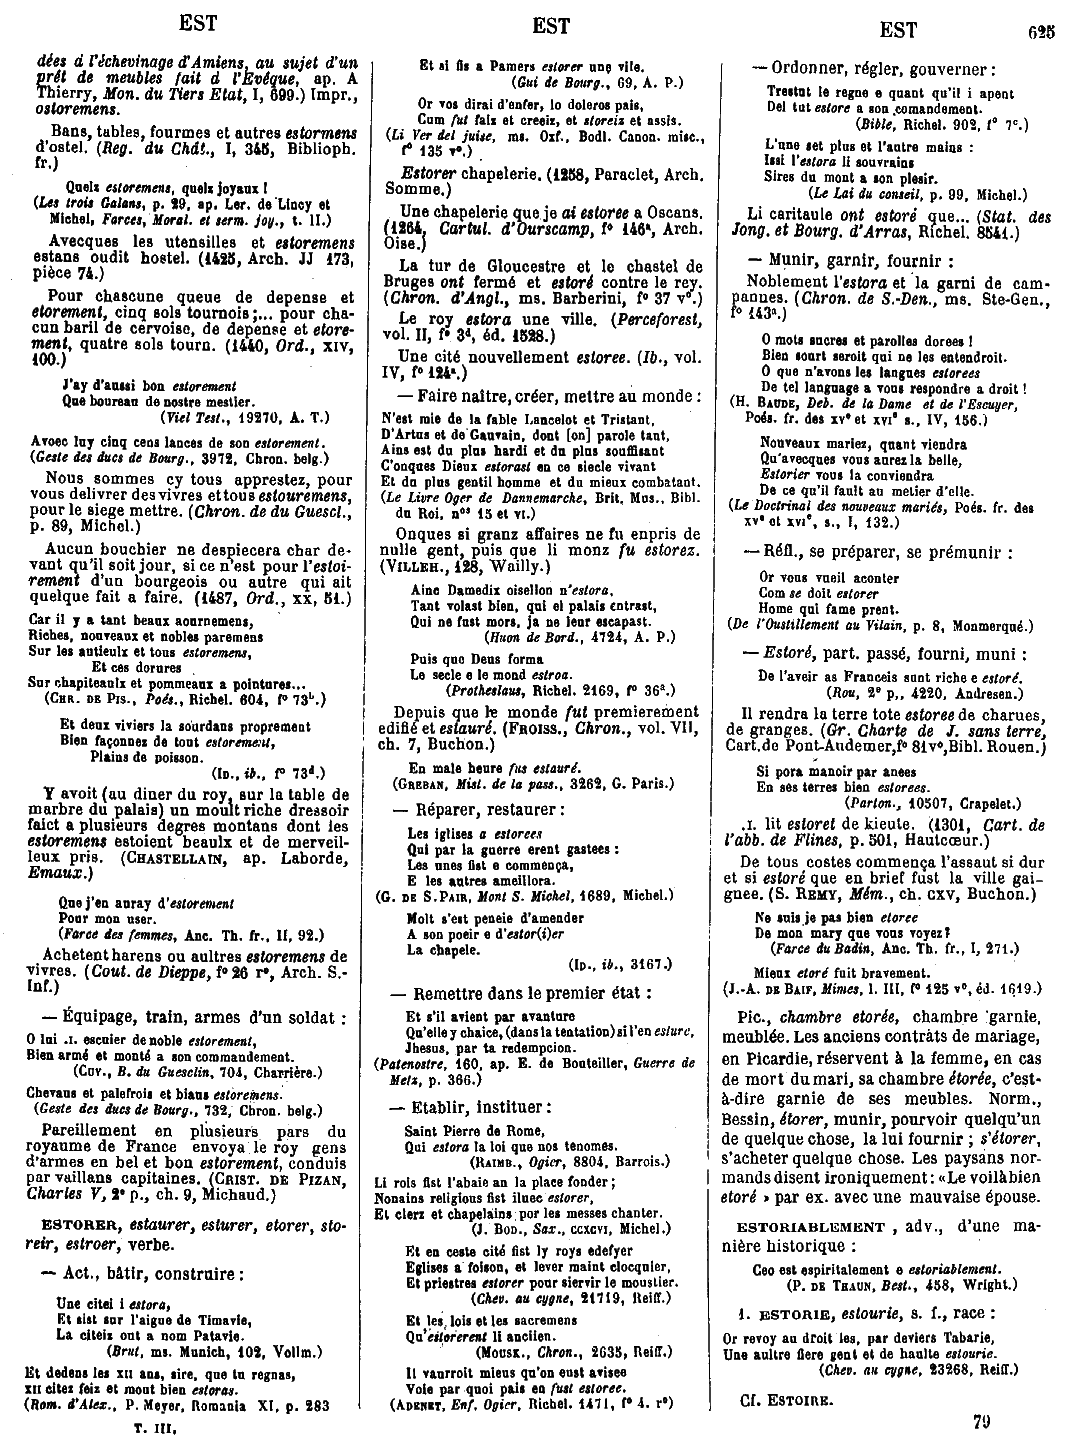 EST
EST
EST
625
dées à l'échevinage d'Amiens, au sujet d'un
prêt de meubles fait à l'Evéque, ap. A
Thierry, Mon. du Tiers Etat, I, 699.) Impr.,
ostoremens.
Bans, tables, fourmes et autres estormens
d'ostel. (Reg. du Chât., I, 345, Biblioph.
fr.)
Quelz estoremens, quelz joyaux !
(Les trois Galans, p. 29, ap. Ler. de Lincy et
Michel, Farces, Moral. et serm. joy., t. II.)
Avecques les utensilles et estoremens
estans oudit hostel. (1425, Arch. JJ 173,
pièce 74.)
Pour chascune queue de depense et
etorement, cinq sols tournois ;... pour cha-
cun baril de cervoise, de depense et etore-
ment, quatre sols tourn. (1440, Ord., XIV,
100.)
J'ay d'aussi bon estorement
Que boureau de nostre mestier.
(Viel Test., 19270, A. T.)
Avoec luy cinq cens lances de son estorement.
(Geste des ducs de Bourg., 3972, Chron. belg.)
Nous sommes cy tous apprestez, pour
vous delivrer des vivres et tous estouremens,
pour le siege mettre. (Chron. de du Guescl.,
p. 89, Michel.)
Aucun bouchier ne despiecera char de-
vant qu'il soit jour, si ce n'est pour l'estoi-
rement d'un bourgeois ou autre qui ait
quelque fait a faire. (1487, Ord., XX, 51.)
Car il y a tant beaux aournemens,
Riches, nouveaux et nobles paremens
Sur les autieulx et tous estoremens,
Et ces dorures
Sur chapiteaulx et pommeaux a pointures...
(CHR. DE PIS., Poés., Richel. 604, f° 73b.)
Et deux viviers la sourdans proprement
Bien façonnez de tout estorement,
Plains de poisson.
(ID., ib., f° 73d.)
Y avoit (au diner du roy, sur la table de
marbre du palais) un moult riche dressoir
faict a plusieurs degres montans dont les
estoremens estoient beaulx et de merveil-
leux pris. (CHASTELLAIN, ap. Laborde,
Emaux.)
Que j'en auray d'estorement
Pour mon user.
(Farce des femmes, Anc. Th. fr., II, 92.)
Achetent harens ou aultres estoremens de
vivres. (Cout. de Dieppe, f° 26 r°, Arch. S.-
Inf.)
— Équipage, train, armes d'un soldat :
O lui .I. escuier de noble estorement,
Bien armé et monté a son commandement.
(CUV., B. du Guesclin, 704, Charrière.)
Chevaus et palefrois et biaus estoremens.
(Geste des ducs de Bourg., 732, Chron. belg.)
Pareillement en plusieurs pars du
royaume de France envoya le roy gens
d'armes en bel et bon estorement, conduis
par vaillans capitaines. (CRIST. DE PIZAN,
Charles V, 2e p., ch. 9, Michaud.)
ESTORER, estaurer, esturer, etorer, sto-
reir, estroer, verbe.
— Act., bâtir, construire :
Une citei i estora,
Et sist sur l'aigue de Timavie,
La citeiz ont a nom Patavie.
(Brut, ms. Munich, 102, Vollm.)
Et dedens les XII ans, sire, que tu regnas,
XII citez feiz et mout bien estoras.
(Rom. d'Alex., P. Meyer, Romania XI, p. 283
T. III.
Et si fis a Pamers estorer une vile.
(Gui de Bourg., 69, A. P.)
Or vos dirai d'enfer, lo doleros païs,
Cum fut faiz et creeiz, et storeiz et assis.
(Li Ver del juise, ms. Oxf., Bodl. Canon. misc.,
f° 135 v°.)
Estorer chapelerie. (1258, Paraclet, Arch.
Somme.)
Une chapelerie que je ai estoree a Oscans.
(1264, Cartul. d'Ourscamp, f° 146a, Arch.
Oise.)
La tur de Gloucestre et le chastel de
Bruges ont fermé et estoré contre le rey.
(Chron. d'Angl., ms. Barberini, f° 37 v°.)
Le roy estora une ville. (Perceforest,
vol. II, f° 3d, éd. 1528.)
Une cité nouvellement estoree. (Ib., vol.
IV, f° 124a.)
— Faire naître, créer, mettre au monde :
N'est mie de la fable Lancelot et Tristant,
D'Artus et de Gauvain, dont [on] parole tant,
Ains est du plus hardi et du plus souffisant
C'onques Dieux estorast en ce siecle vivant
Et du plus gentil homme et du mieux combatant.
(Le Livre Oger de Dannemarche, Brit. Mus., Bibl.
du Roi, nos 15 et VI.)
Onques si granz affaires ne fu enpris de
nulle gent, puis que li monz fu estorez.
(VILLEH., 128, Wailly.)
Ainc Damedix oisellon n'estora,
Tant volast bien, qui el palais entrast,
Qui ne fust mors, ja ne leur escapast.
(Huon de Bord., 4724, A. P.)
Puis que Deus forma
Le secle e le mond estroa.
(Protheslaus, Richel. 2169, f° 36a.)
Depuis que le monde fut premierement
edifié et estauré. (FROISS., Chron., vol. VII,
ch. 7, Buchon.)
En male heure fus estauré.
(GREBAN, Mist. de la pass., 3262, G. Paris.)
— Réparer, restaurer :
Les iglises a estorees
Qui par la guerre erent gastees :
Les unes fist e commença,
E les autres ameillora.
(G. DE S. PAIR, Mont S. Michel, 1689, Michel.)
Molt s'est peneie d'amender
A son poeir e d'estor(i)er
La chapele.
(ID., ib., 3167.)
— Remettre dans le premier état :
Et s'il avient par avanture
Qu'elle y chaice, (dans la tentation) si l'en esture,
Jhesus, par ta redempcion.
(Patenostre, 160, ap. E. de Bouteiller, Guerre de
Metz, p. 366.)
— Etablir, instituer :
Saint Pierre de Rome,
Qui estora la loi que nos tenomes.
(RAIMB., Ogier, 8804, Barrois.)
Li rois fist l'abaie an la place fonder ;
Nonains religious fist iluec estorer,
Et clerz et chapelains por les messes chanter.
(J. BOD., Sax., CCXCVI, Michel.)
Et en ceste cité fist ly roys edefyer
Eglises a foison, et lever maint clocquier,
Et priestres estorer pour siervir le moustier.
(Chev. au cygne, 21719, Reiff.)
Et les lois et les sacremens
Qu'estorerent li anciien.
(MOUSK., Chron., 2635, Reiff.)
Il vaurroit mieus qu'on eust avisee
Voie par quoi pais en fust estoree.
(ADENET, Enf. Ogier, Richel. 1471, f° 4. r°)
— Ordonner, régler, gouverner :
Trestut le regne e quant qu'il i apent
Del tut estore a son comandement.
(Bible, Richel. 902, f° 7c.)
L'une set plus et l'autre mains :
Issi l'estora li souvrains
Sires du mont a son plesir.
(Le Lai du conseil, p. 99, Michel.)
Li caritaule ont estoré que... (Stat. des
Jong. et Bourg. d'Arras, Richel. 8541.)
— Munir, garnir, fournir :
Noblement l'estora et la garni de cam-
pannes. (Chron. de S.-Den., ms. Ste-Gen.,
f° 143a.)
O mots sucres et parolles dorees !
Bien sourt seroit qui ne les entendroit.
O que n'avons les langues estorees
De tel language a vous respondre a droit !
(H. BAUDE, Deb. de la Dame et de l'Escuyer,
Poés. fr. des XVe et XVIe s., IV, 156.)
Nouveaux mariez, quant viendra
Qu'avecques vous aurez la belle,
Estorier vous la conviendra
De ce qu'il fault au metier d'elle.
(Le Doctrinal des nouveaux mariés, Poés. fr. des
XVe et XVIe, s., I, 132.)
— Réfl., se préparer, se prémunir :
Or vous vueil aconter
Com se doit estorer
Home qui fame prent.
(De l'Oustillement au Vilain, p. 8, Monmerqué.)
— Estoré, part. passé, fourni, muni :
De l'aveir as Franceis sunt riche e estoré.
(Rou, 2e p., 4220, Andresen.)
Il rendra la terre tote estoree de charues,
de granges. (Gr. Charte de J. sans terre,
Cart. de Pont-Audemer, f° 81 v°, Bibl. Rouen.)
Si pora manoir par anees
En ses terres bien estorees.
(Parton., 10507, Crapelet.)
.I. lit estoret de kieute. (1301, Cart. de
l'abb. de Flines, p. 501, Hautcœur.)
De tous costes commença l'assaut si dur
et si estoré que en brief fust la ville gai-
gnee. (S. REMY, Mém., ch. CXV, Buchon.)
Ne suis je pas bien etoree
De mon mary que vous voyez ?
(Farce du Badin, Anc. Th. fr., I, 271.)
Mieux etoré fuit bravement.
(J.-A. DE BAIF, Mimes, l. III, f° 125 v°, éd. 1619.)
Pic., chambre etorée, chambre garnie,
meublée. Les anciens contrats de mariage,
en Picardie, réservent à la femme, en cas
de mort du mari, sa chambre étorée, c'est-
à-dire garnie de ses meubles. Norm.,
Bessin, étorer, munir, pourvoir quelqu'un
de quelque chose, la lui fournir ; s'étorer,
s'acheter quelque chose. Les paysans nor-
mands disent ironiquement : «Le voilà bien
etoré » par ex. avec une mauvaise épouse.
ESTORIABLEMENT , adv., d'une ma-
nière historique :
Ceo est espiritalement e estoriablement.
(P. DE THAUN, Best., 458, Wright.)
1. ESTORIE, estourie, s. f., race :
Or revoy au droit les, par deviers Tabarie,
Une aultre fiere gent et de haulte estourie.
(Chev. au cygne, 23268, Reiff.)
Cf. ESTOIRE.
79